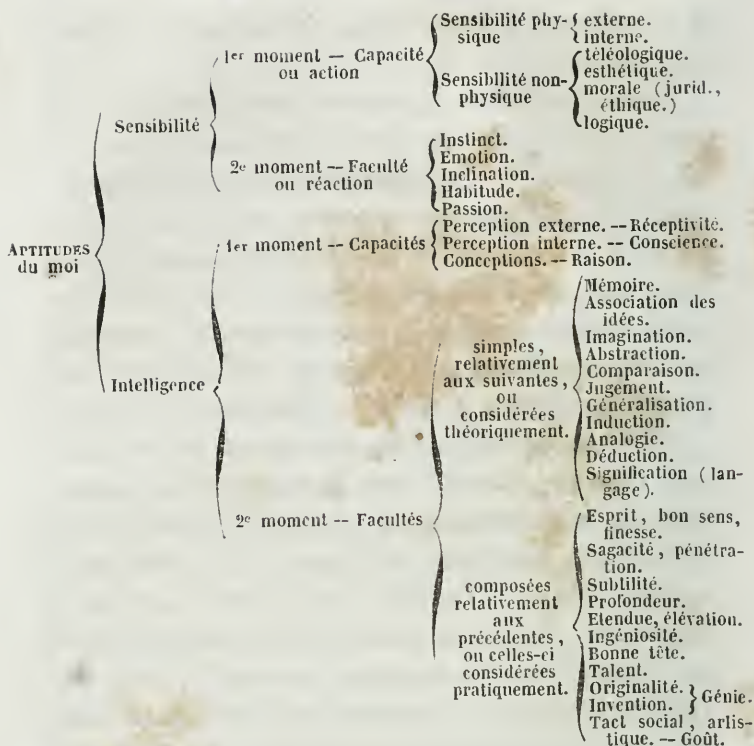 APTITUDES
du moi
Sensibilité
1er moment — Capacité
ou action
Sensibilité phy-
sique
externe.
interne.
Sensibilité non-
physique
téléologique.
esthétique.
morale (jurid.,
éthique.)
logique.
2e moment — Faculté
ou réaction
Instinct.
Emotion.
Inclination.
Habitude.
Passion.
Intelligence
1er moment -- Capacités
Perception externe. -- Réceptivité.
Perception interne. -- Conscience.
Conceptions. -- Raison.
2e moment -- Facultés
simples,
relativement
aux suivantes,
ou
considérées
théoriquement.
Mémoire.
Association des
idées.
Imagination.
Abstraction.
Comparaison.
Jugement.
Généralisation.
Induction.
Analogie.
Déduction.
Signification (lan-
gage).
composées
relativement
aux
précédentes,
ou celles-ci
considérées
pratiquement.
Esprit, bon sens,
finesse.
Sagacité, pénétra-
tion.
Subtilité.
Profondeur.
Etendue, élévation.
Ingéniosité.
Bonne tête.
Talent.
Originalité.
Invention.
Génie.
Tact social, artis-
tique. -- Goût.